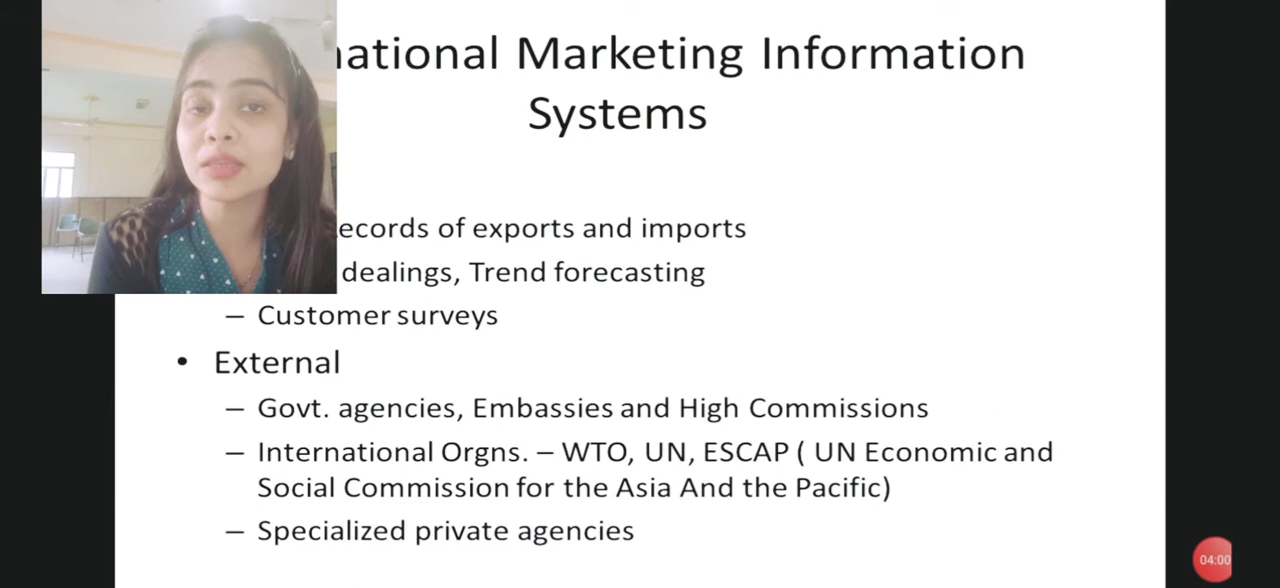 national Marketing Information
Systems
ecords of exports and imports
dealings, Trend forecasting
– Customer surveys
• External
– Govt. agencies, Embassies and High Commissions
– International Orgns. – WTO, UN, ESCAP ( UN Economic and
Social Commission for the Asia And the Pacific)
– Specialized private agencies
04:00